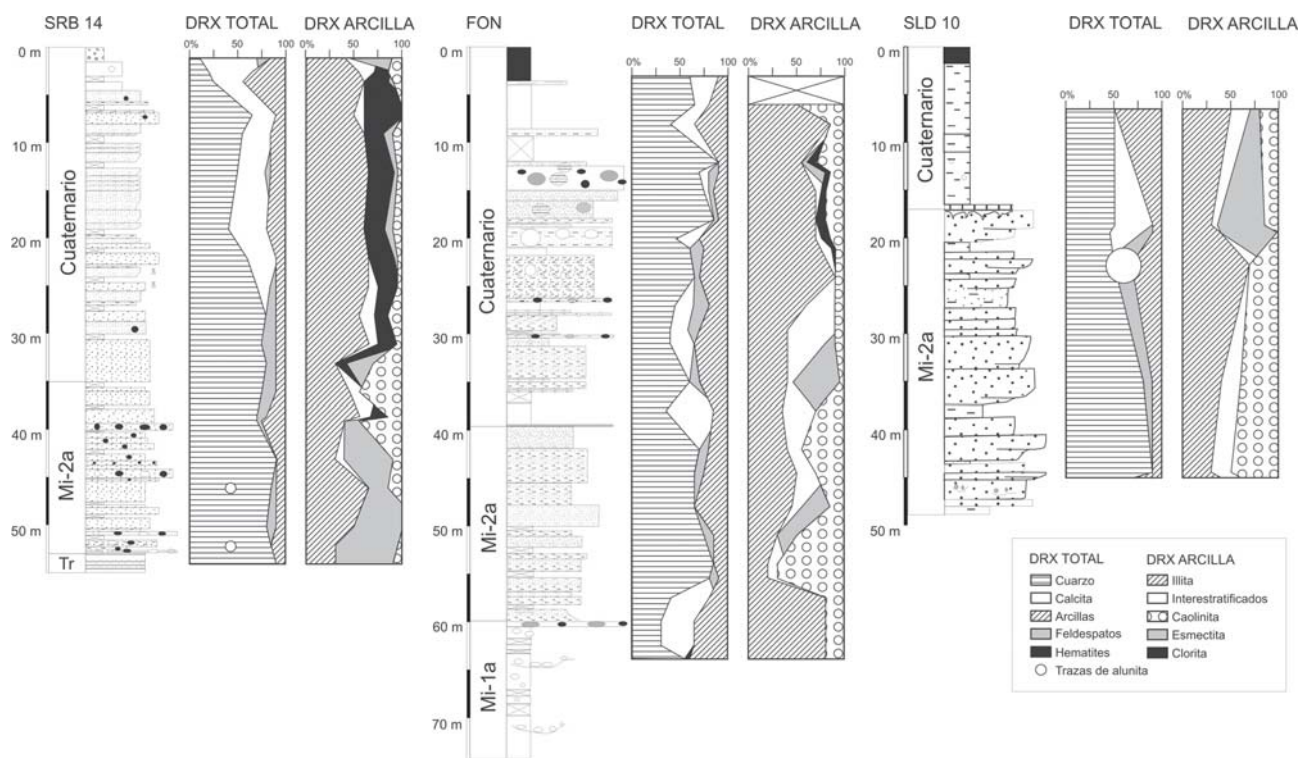 SRB 14 DRX TOTAL DRX ARCILLA
0% 50 100 0% 50 100
0 m
10 m
20 m
30 m
40 m
50 m
Cuaternario
Mi-2a
Tr
FON DRX TOTAL DRX ARCILLA
0% 50 100 0% 50 100
0 m
10 m
20 m
30 m
40 m
50 m
60 m
70 m
Cuaternario
Mi-2a
Mi-1a
SLD 10 DRX TOTAL DRX ARCILLA
0% 50 100 0% 50 100
0 m
10 m
20 m
30 m
40 m
50 m
Cuaternario
Mi-2a
DRX TOTAL DRX ARCILLA
Cuarzo Illita
Calcita Interestratificados
Arcillas Caolinita
Feldespatos Esmectita
Hematites Clorita
Trazas de alunita